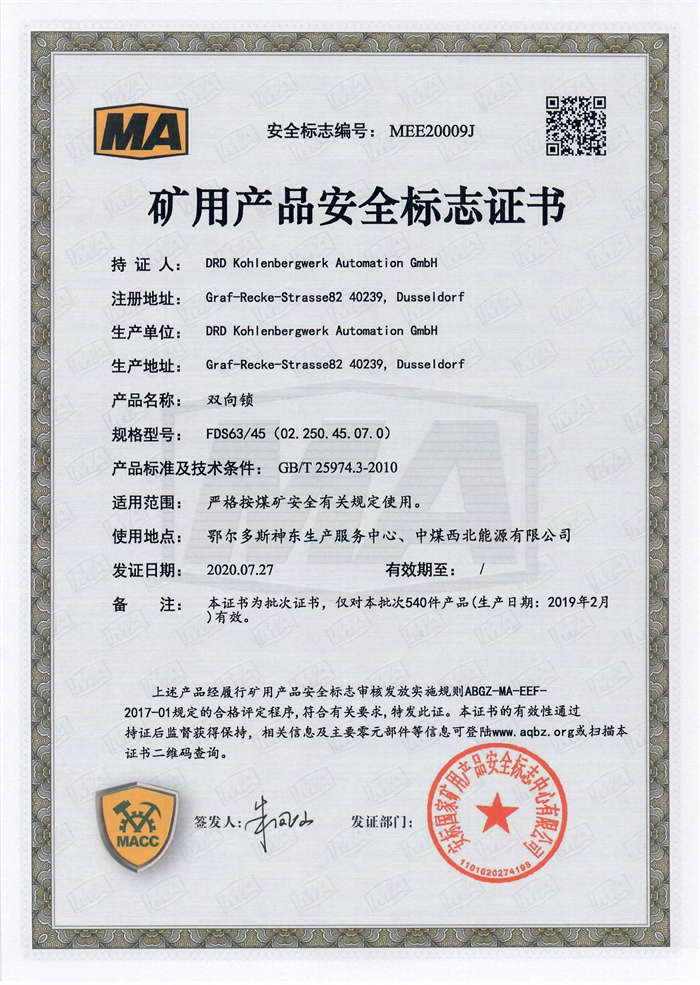 MA
安全标志编号： MEE20009J
矿用产品安全标志证书
持 证 人： DRD Kohlenbergwerk Automation GmbH
注册地址： Graf-Recke-Strasse82 40239, Dusseldorf
生产单位： DRD Kohlenbergwerk Automation GmbH
生产地址： Graf-Recke-Strasse82 40239, Dusseldorf
产品名称： 双向锁
规格型号： FDS63/45（02.250.45.07.0）
产品标准及技术条件： GB/T 25974.3-2010
适用范围： 严格按煤矿安全有关规定使用。
使用地点： 鄂尔多斯神东生产服务中心、中煤西北能源有限公司
发证日期： 2020.07.27 有效期至： /
备 注： 本证书为批次证书，仅对本批次540件产品(生产日期：2019年2月
)有效。
上述产品经履行矿用产品安全标志审核发放实施规则ABGZ-MA-EEF-
2017-01规定的合格评定程序,符合有关要求,特发此证。本证书的有效性通过
持证后监督获得保持，相关信息及主要零元部件等信息可登陆www.aqbz.org或扫描本
证书二维码查询。
MACC
签发人:
发证部门:
安标国家矿用产品安全标志中心有限公司
1101020274198